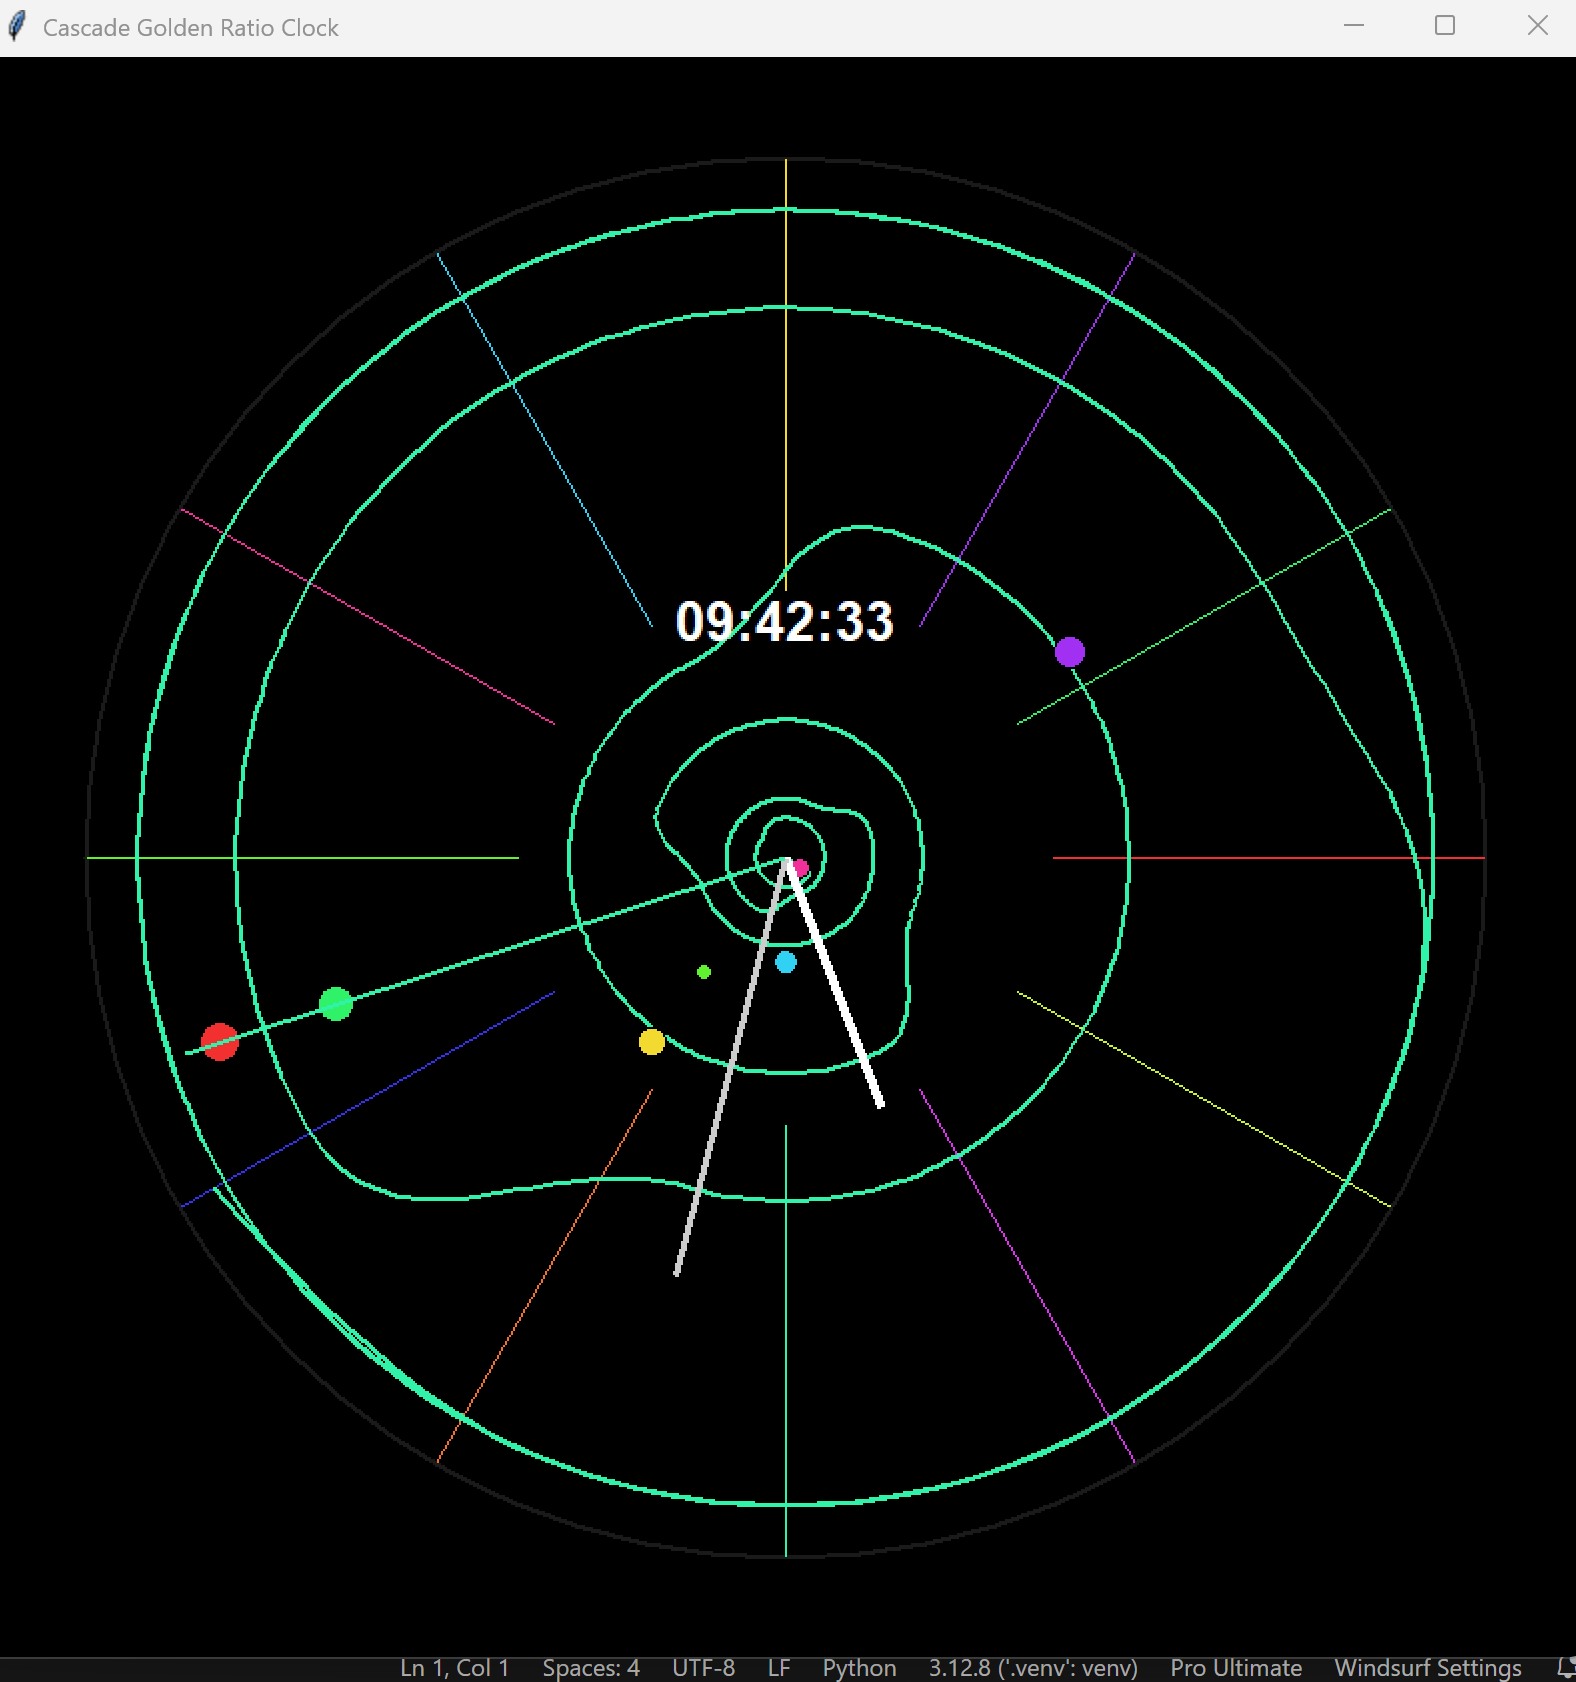 Cascade Golden Ratio Clock
09:42:33
Ln 1, Col 1 Spaces: 4 UTF-8 LF Python 3.12.8 ('.venv': venv) Pro Ultimate Windsurf Settings